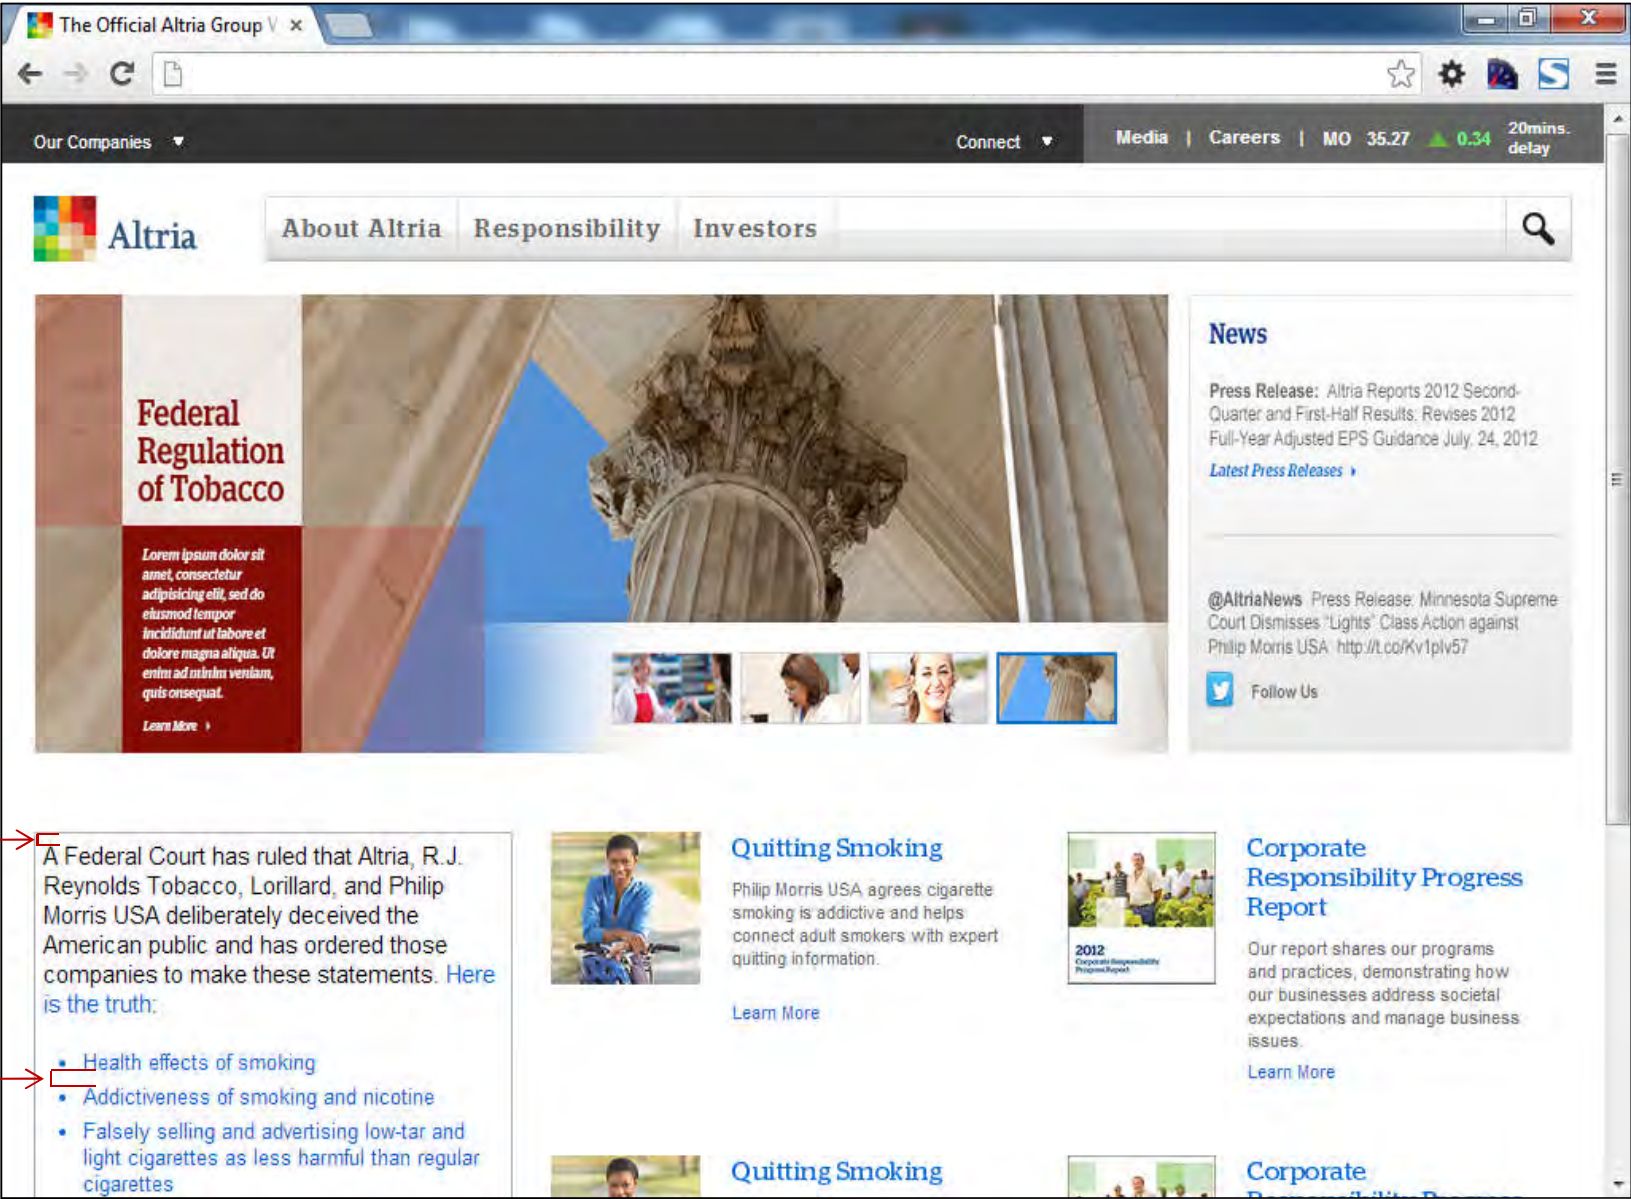 The Official Altria Group V
Our Companies
Connect
Media | Careers | MO 35.27 0.34 20mins. delay
Altria
About Altria
Responsibility
Investors
Federal
Regulation
of Tobacco
Lorem ipsum dolor sit
amet, consectetur
adipisicing elit, sed do
eiusmod tempor
incididunt ut labore et
dolore magna aliqua. Ut
enim ad minim veniam,
quis onsequat.
Learn More
News
Press Release: Altria Reports 2012 Second-
Quarter and First-Half Results; Revises 2012
Full-Year Adjusted EPS Guidance July. 24, 2012
Latest Press Releases
@AltriaNews Press Release: Minnesota Supreme
Court Dismisses "Lights" Class Action against
Philip Morris USA http://t.co/Kv1plv57
Follow Us
A Federal Court has ruled that Altria, R.J.
Reynolds Tobacco, Lorillard, and Philip
Morris USA deliberately deceived the
American public and has ordered those
companies to make these statements. Here
is the truth:
• Health effects of smoking
• Addictiveness of smoking and nicotine
• Falsely selling and advertising low-tar and
light cigarettes as less harmful than regular
cigarettes
Quitting Smoking
Philip Morris USA agrees cigarette
smoking is addictive and helps
connect adult smokers with expert
quitting information.
Learn More
2012
Corporate Responsibility
Progress Report
Corporate
Responsibility Progress
Report
Our report shares our programs
and practices, demonstrating how
our businesses address societal
expectations and manage business
issues.
Learn More
Quitting Smoking
Corporate
Responsibility Progress